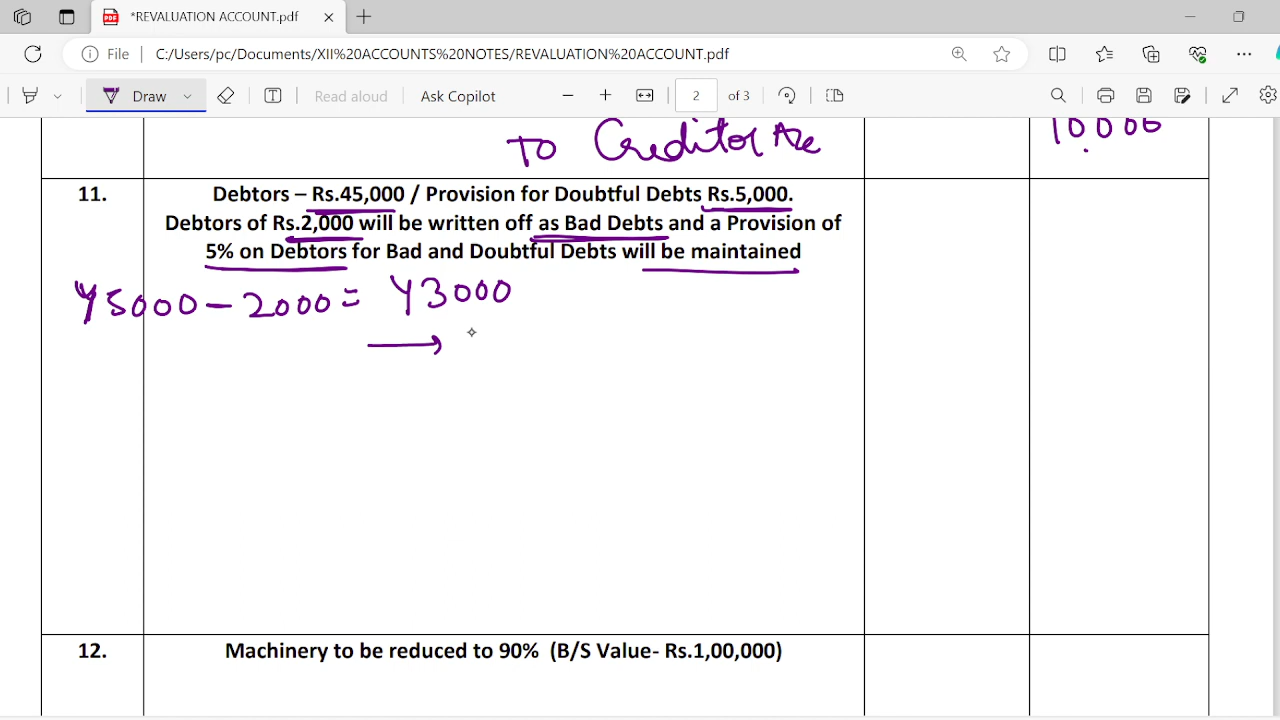 *REVALUATION ACCOUNT.pdf
File
C:/Users/pc/Documents/XII%20ACCOUNTS%20NOTES/REVALUATION%20ACCOUNT.pdf
Draw
Read aloud
Ask Copilot
2 of 3
To Creditor A/c
10,000
11.
Debtors – Rs.45,000 / Provision for Doubtful Debts Rs.5,000.
Debtors of Rs.2,000 will be written off as Bad Debts and a Provision of
5% on Debtors for Bad and Doubtful Debts will be maintained
45000 - 2000 = 43000
12.
Machinery to be reduced to 90% (B/S Value- Rs.1,00,000)